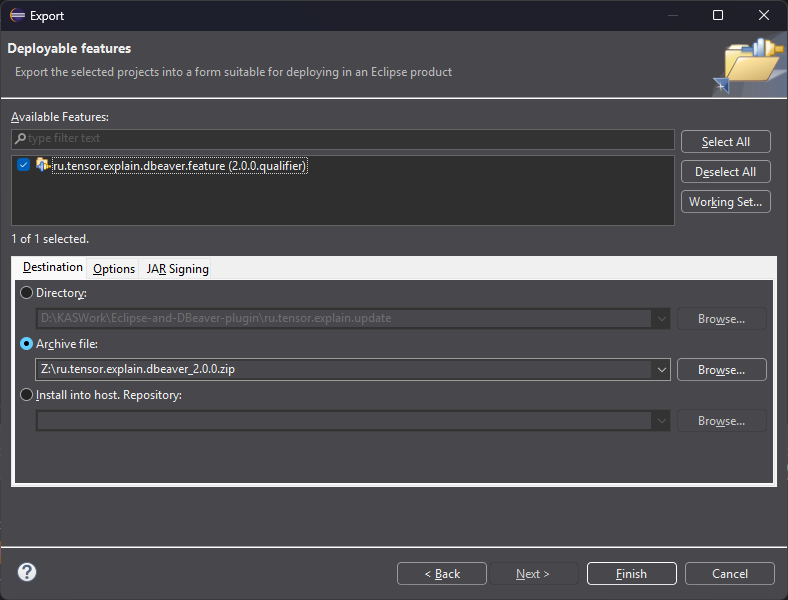 Export
Deployable features
Export the selected projects into a form suitable for deploying in an Eclipse product
Available Features:
type filter text
Select All
ru.tensor.explain.dbeaver.feature (2.0.0.qualifier)
Deselect All
Working Set...
1 of 1 selected.
Destination Options JAR Signing
Directory:
D:\KASWork\Eclipse-and-DBeaver-plugin\ru.tensor.explain.update Browse...
Archive file:
Z:\ru.tensor.explain.dbeaver_2.0.0.zip Browse...
Install into host. Repository:
Browse...
? < Back Next > Finish Cancel